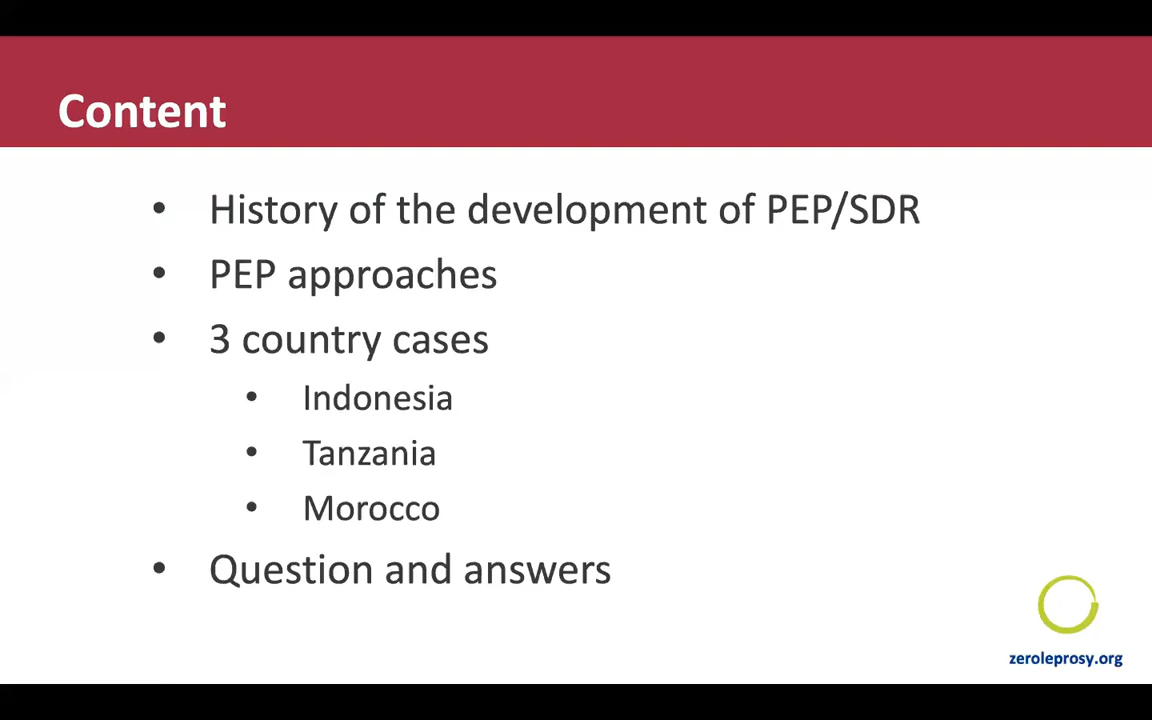 Content
• History of the development of PEP/SDR
• PEP approaches
• 3 country cases
• Indonesia
• Tanzania
• Morocco
• Question and answers
zeroleprosy.org